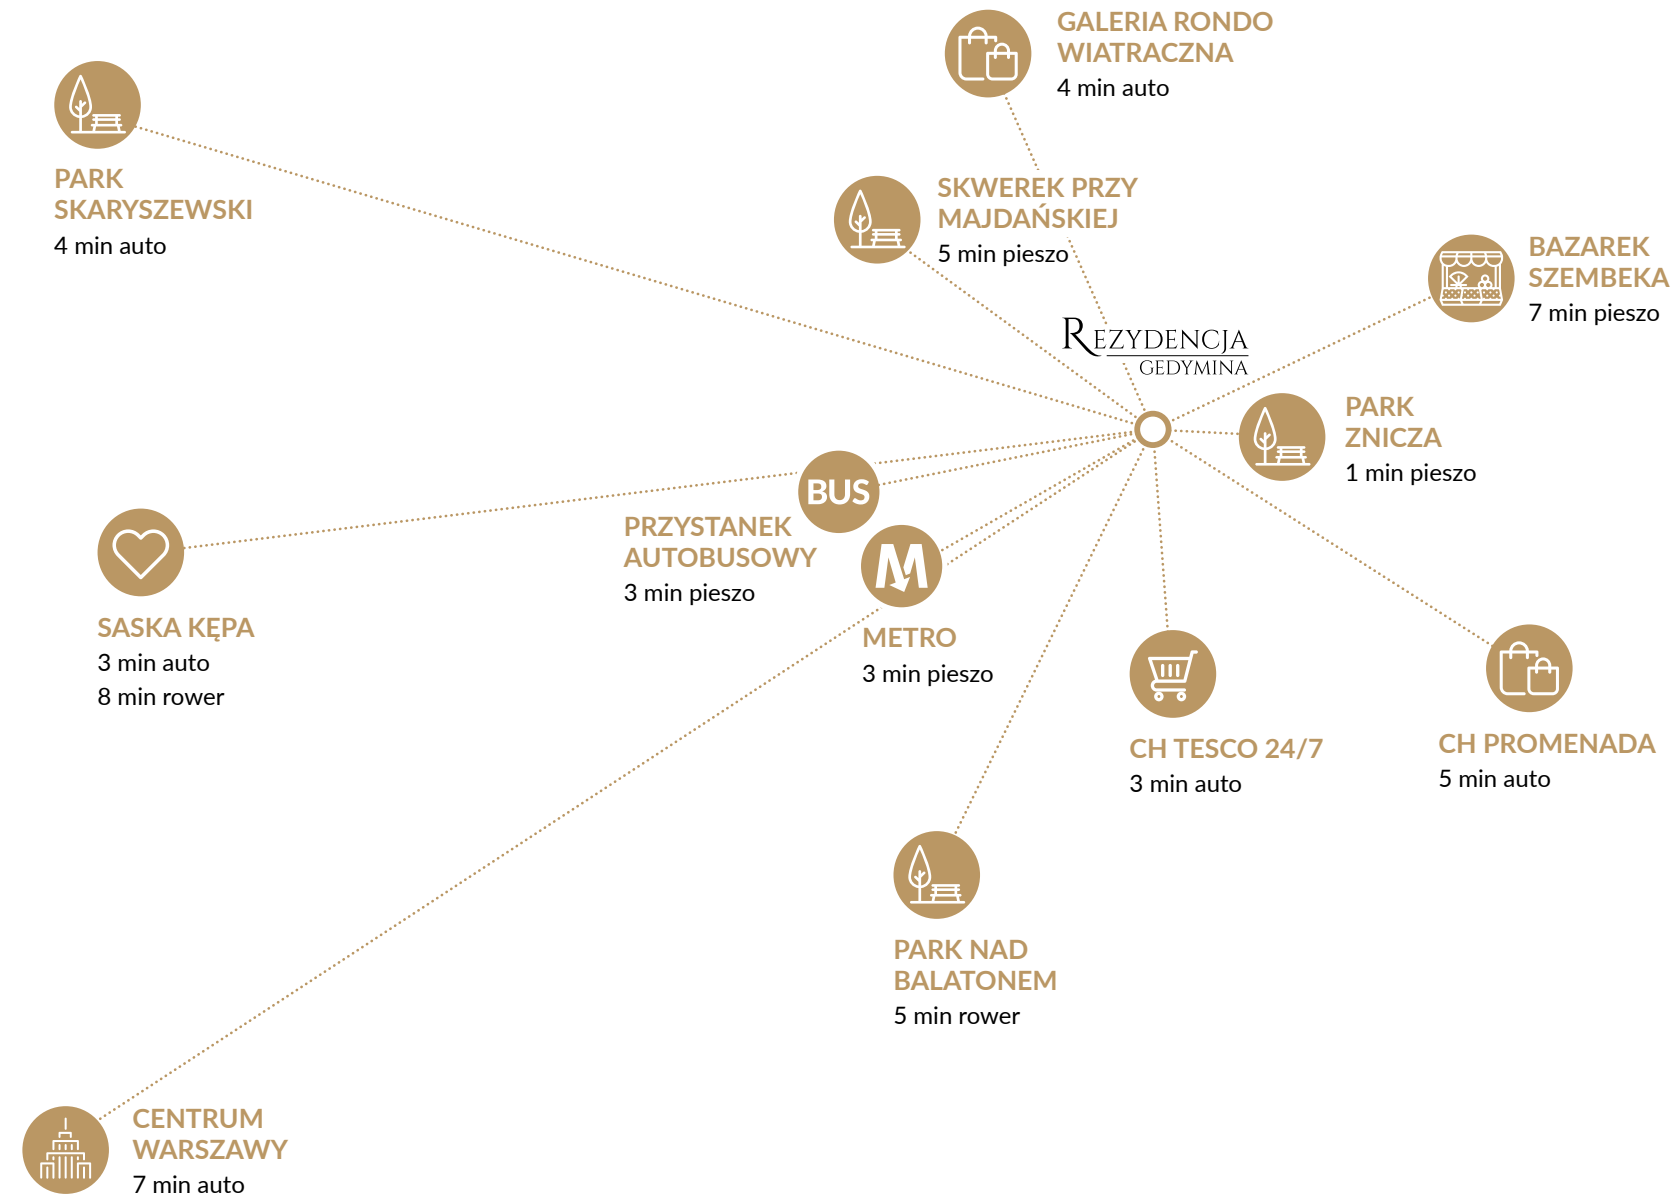 GALERIA RONDO
WIATRACZNA
4 min auto
PARK
SKARYSZEWSKI
4 min auto
SKWEREK PRZY
MAJDAŃSKIEJ
5 min pieszo
BAZAREK
SZEMBEKA
7 min pieszo
REZYDENCJA
GEDYMINA
PARK
ZNICZA
1 min pieszo
BUS
PRZYSTANEK
AUTOBUSOWY
3 min pieszo
M
METRO
3 min pieszo
SASKA KĘPA
3 min auto
8 min rower
CH TESCO 24/7
3 min auto
CH PROMENADA
5 min auto
PARK NAD
BALATONEM
5 min rower
CENTRUM
WARSZAWY
7 min auto